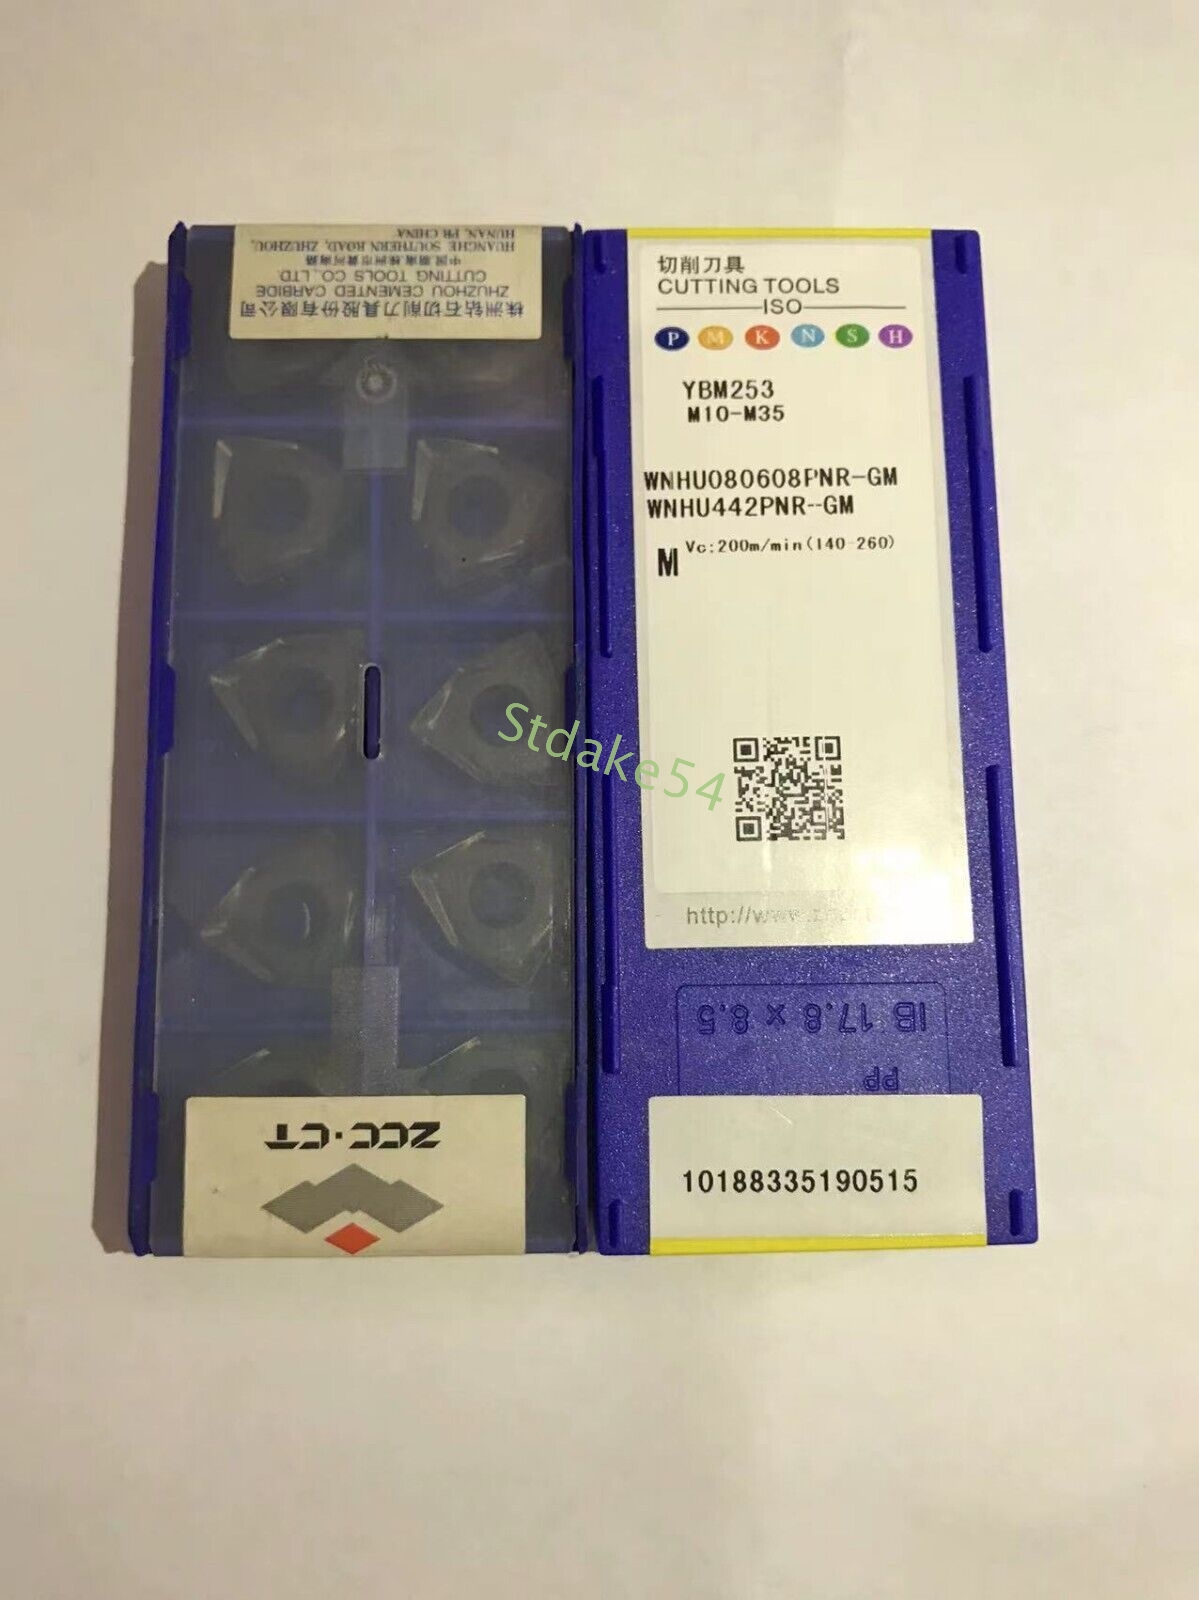 株洲钻石切削刀具股份有限公司
ZHUZHOU CEMENTED CARBIDE
CUTTING TOOLS CO., LTD.
中国湖南株洲市黄河南路
HUANGHE SOUTHERN ROAD, ZHUZHOU,
HUNAN, PR CHINA
ZCC·CT
切削刀具
CUTTING TOOLS
ISO
P M K N S H
YBM253
M10-M35
WNHU080608PNR-GM
WNHU442PNR--GM
M Vc:200m/min(140-260)
http://www.
IB 17.8 x 8.5
PP
10188335190515
Stdake54